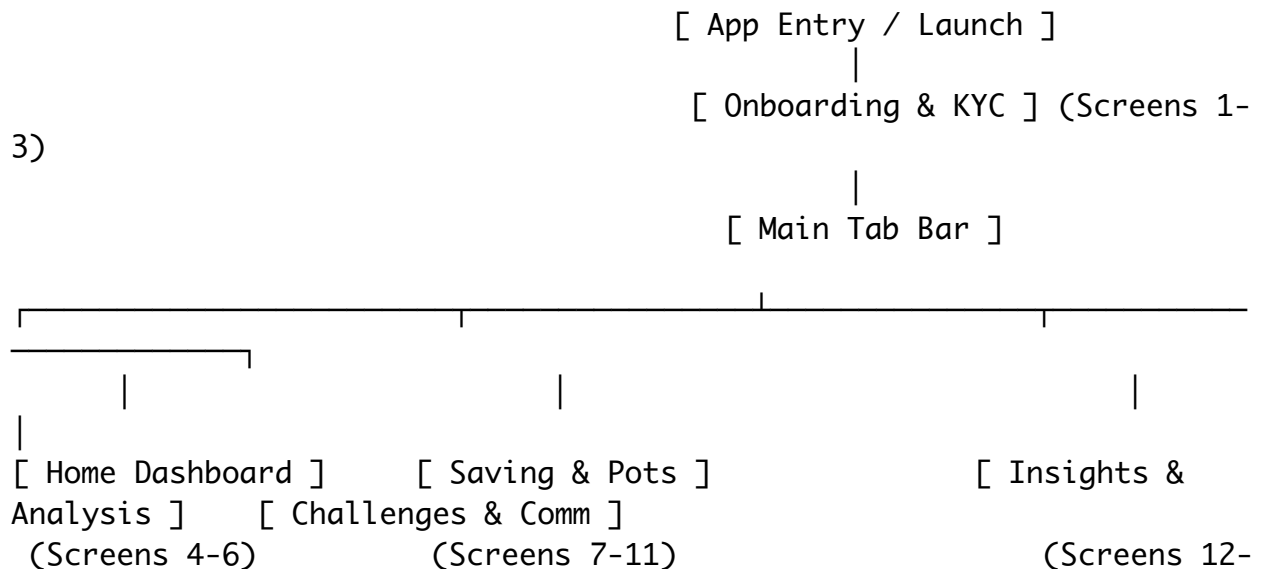 [ App Entry / Launch ]
│
[ Onboarding & KYC ] (Screens 1-
3)
│
[ Main Tab Bar ]
┌─────────────────────────┬─────────────────┴────────────────┬───────────
──────────────┐
│ │ │
│
[ Home Dashboard ] [ Saving & Pots ] [ Insights &
Analysis ] [ Challenges & Comm ]
(Screens 4-6) (Screens 7-11) (Screens 12-